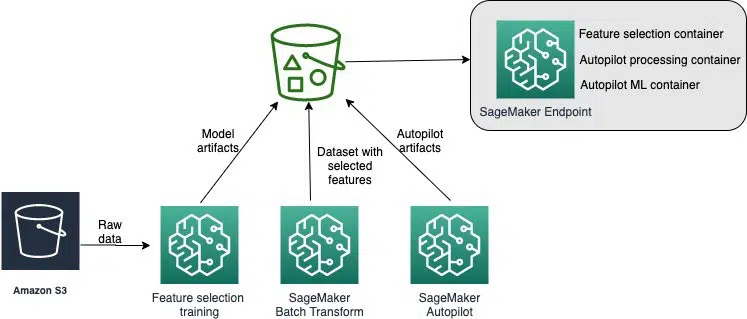 Feature selection container
Autopilot processing container
Autopilot ML container
SageMaker Endpoint
Model
artifacts
Dataset with
selected
features
Autopilot
artifacts
Raw
data
Amazon S3
Feature selection
training
SageMaker
Batch Transform
SageMaker
Autopilot